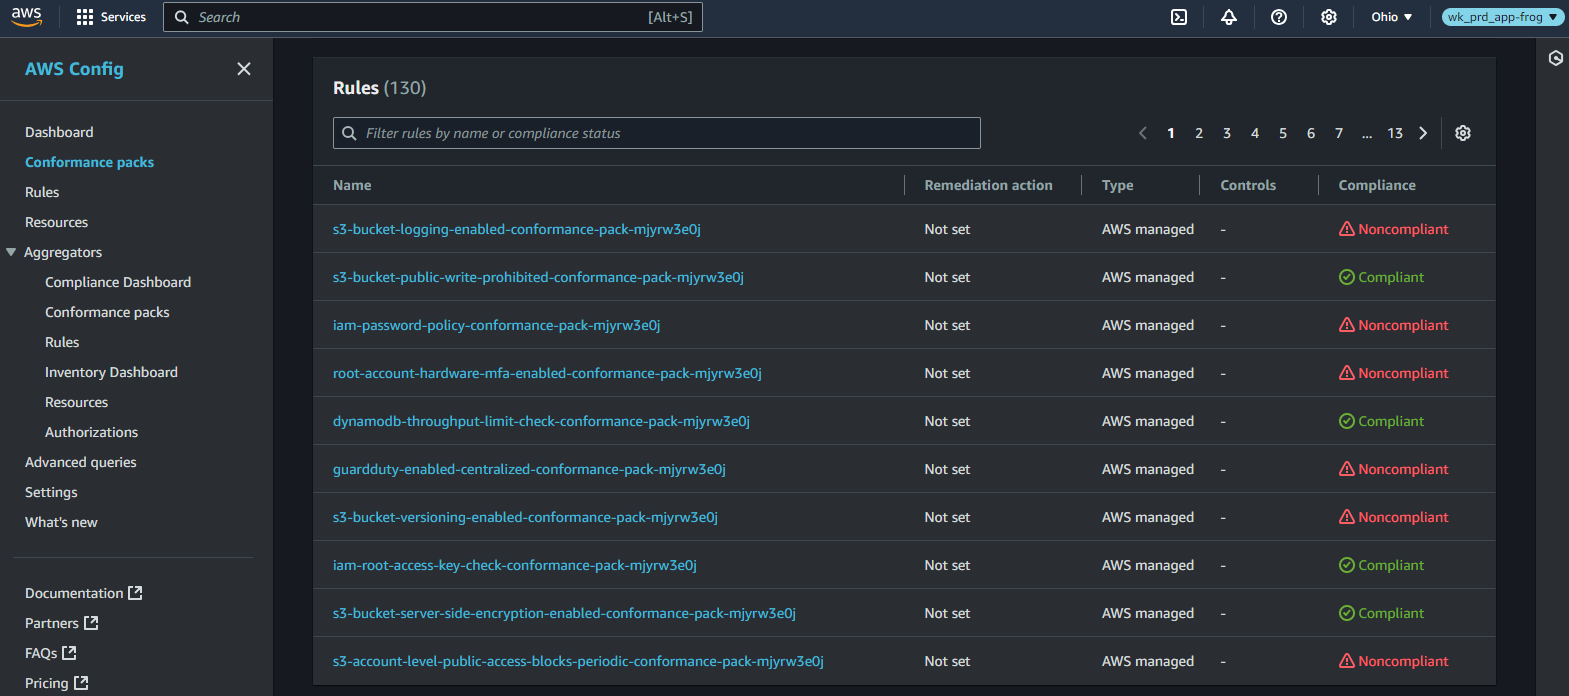 aws Services Search [Alt+S] Ohio wk_prd_app-frog
AWS Config
Dashboard
Conformance packs
Rules
Resources
Aggregators
Compliance Dashboard
Conformance packs
Rules
Inventory Dashboard
Resources
Authorizations
Advanced queries
Settings
What's new
Documentation
Partners
FAQs
Pricing
Rules (130)
Filter rules by name or compliance status
1 2 3 4 5 6 7 ... 13
Name Remediation action Type Controls Compliance
s3-bucket-logging-enabled-conformance-pack-mjyrw3e0j Not set AWS managed - Noncompliant
s3-bucket-public-write-prohibited-conformance-pack-mjyrw3e0j Not set AWS managed - Compliant
iam-password-policy-conformance-pack-mjyrw3e0j Not set AWS managed - Noncompliant
root-account-hardware-mfa-enabled-conformance-pack-mjyrw3e0j Not set AWS managed - Noncompliant
dynamodb-throughput-limit-check-conformance-pack-mjyrw3e0j Not set AWS managed - Compliant
guardduty-enabled-centralized-conformance-pack-mjyrw3e0j Not set AWS managed - Noncompliant
s3-bucket-versioning-enabled-conformance-pack-mjyrw3e0j Not set AWS managed - Noncompliant
iam-root-access-key-check-conformance-pack-mjyrw3e0j Not set AWS managed - Compliant
s3-bucket-server-side-encryption-enabled-conformance-pack-mjyrw3e0j Not set AWS managed - Compliant
s3-account-level-public-access-blocks-periodic-conformance-pack-mjyrw3e0j Not set AWS managed - Noncompliant